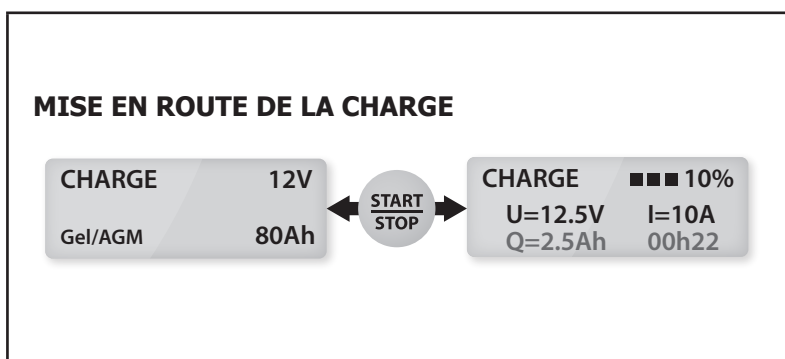 MISE EN ROUTE DE LA CHARGE
CHARGE 12V
Gel/AGM 80Ah
START
STOP
CHARGE 10%
U=12.5V I=10A
Q=2.5Ah 00h22